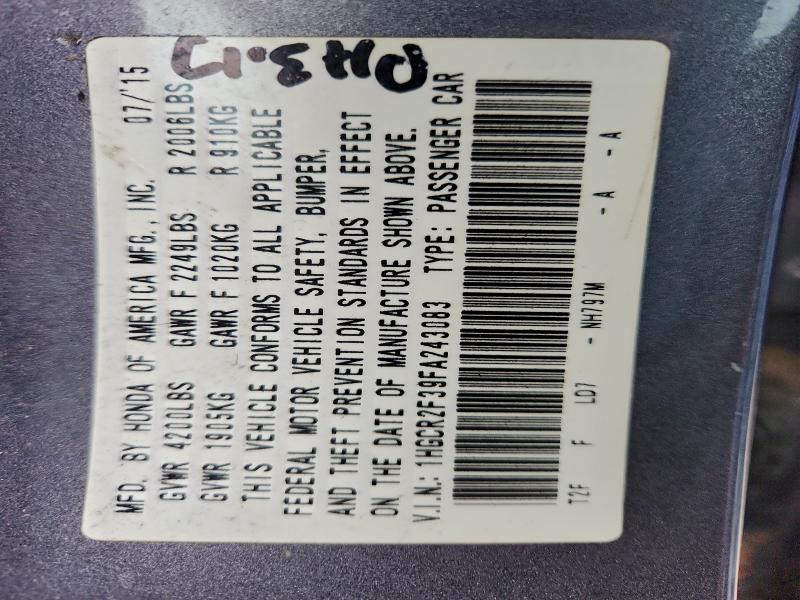 MFD. BY HONDA OF AMERICA MFG., INC. 07/'15
GVWR 4200LBS GAWR F 2249LBS R 2006LBS
GVWR 1905KG GAWR F 1020KG R 910KG
THIS VEHICLE CONFORMS TO ALL APPLICABLE
FEDERAL MOTOR VEHICLE SAFETY, BUMPER,
AND THEFT PREVENTION STANDARDS IN EFFECT
ON THE DATE OF MANUFACTURE SHOWN ABOVE.
V.I.N.: 1HGCR2F39FA243083 TYPE: PASSENGER CAR
T2F F LD7 - NH797M - A - A